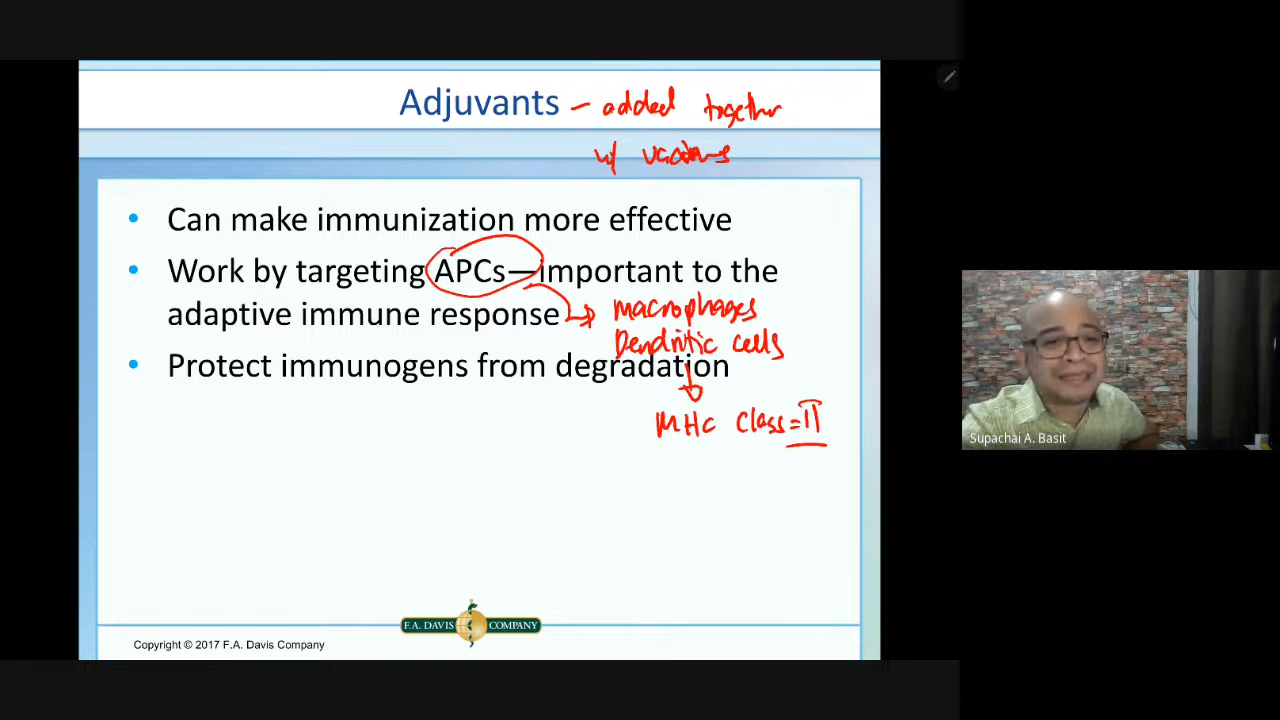 Adjuvants – added together
w/ vaccines
• Can make immunization more effective
• Work by targeting APCs—important to the
adaptive immune response
macrophages
Dendritic cells
• Protect immunogens from degradation
MHC class = II
F.A. DAVIS COMPANY
Copyright © 2017 F.A. Davis Company
Supachai A. Basit